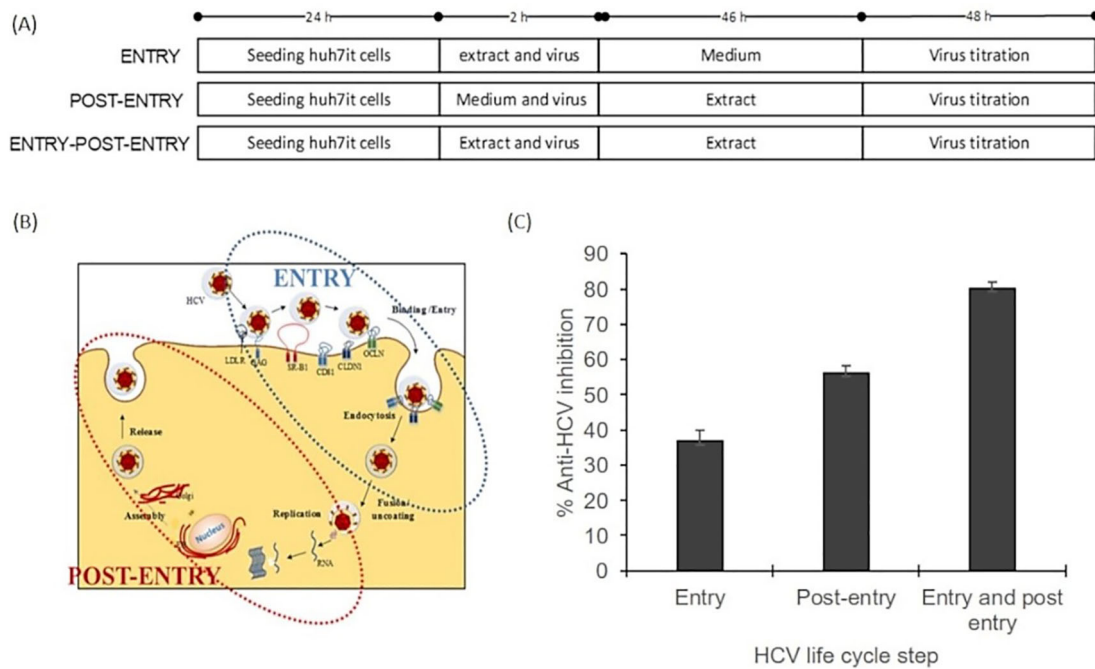 (A)
24 h 2 h 46 h 48 h
ENTRY Seeding huh7it cells extract and virus Medium Virus titration
POST-ENTRY Seeding huh7it cells Medium and virus Extract Virus titration
ENTRY-POST-ENTRY Seeding huh7it cells Extract and virus Extract Virus titration
(B)
ENTRY
HCV
Binding /Entry
LDLR GAG SR-B1 CD81 CLDN1 OCLN
Endocytosis
Release
Fusion/
uncoating
Golgi
Assembly
Replication
Nucleus
RNA
POST-ENTRY
(C)
% Anti-HCV inhibition
90
80
70
60
50
40
30
20
10
0
Entry Post-entry Entry and post
entry
HCV life cycle step